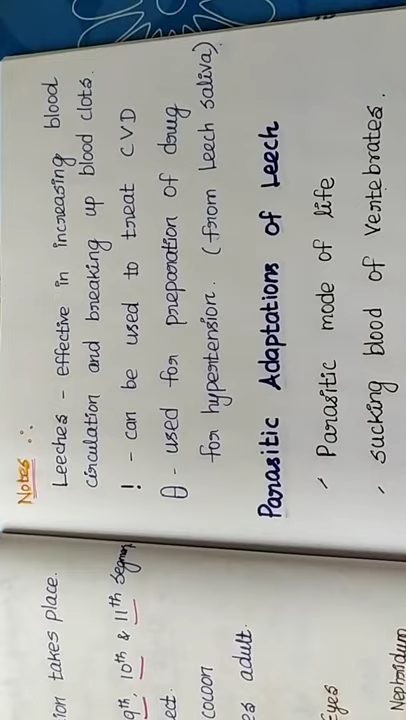 Notes ∴
Leeches - effective in increasing blood
circulation and breaking up blood clots.
! - can be used to treat CVD
θ - used for preparation of drug
for hypertension. (from Leech saliva)
Parasitic Adaptations of Leech
Parasitic mode of life
sucking blood of vertebrates.
ion takes place.
9th, 10th & 11th Segmen
ect.
cocoon
es adult.
Eyes
Nephridium